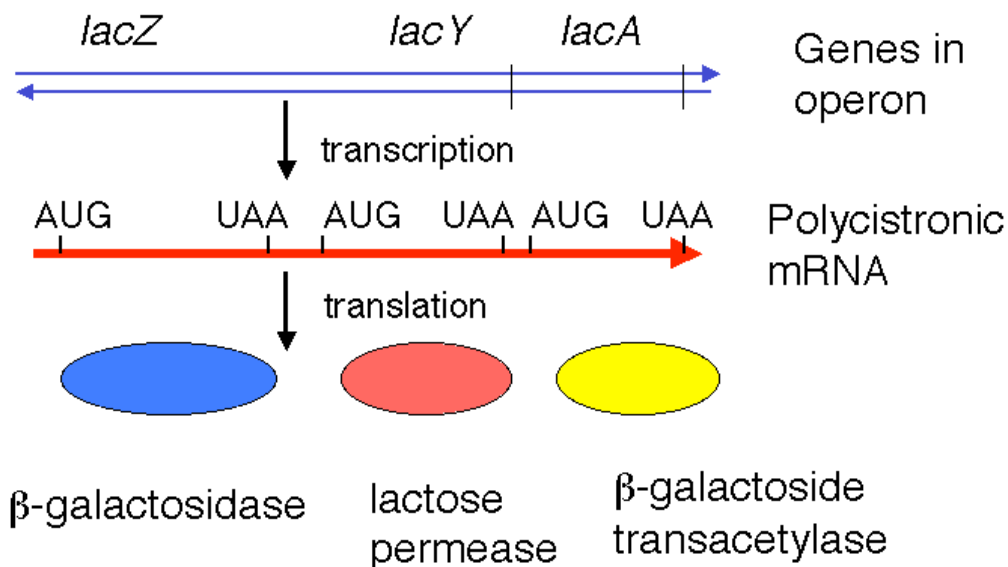 lacZ lacY lacA
Genes in
operon
transcription
AUG UAA AUG UAA AUG UAA
Polycistronic
mRNA
translation
β-galactosidase
lactose
permease
β-galactoside
transacetylase